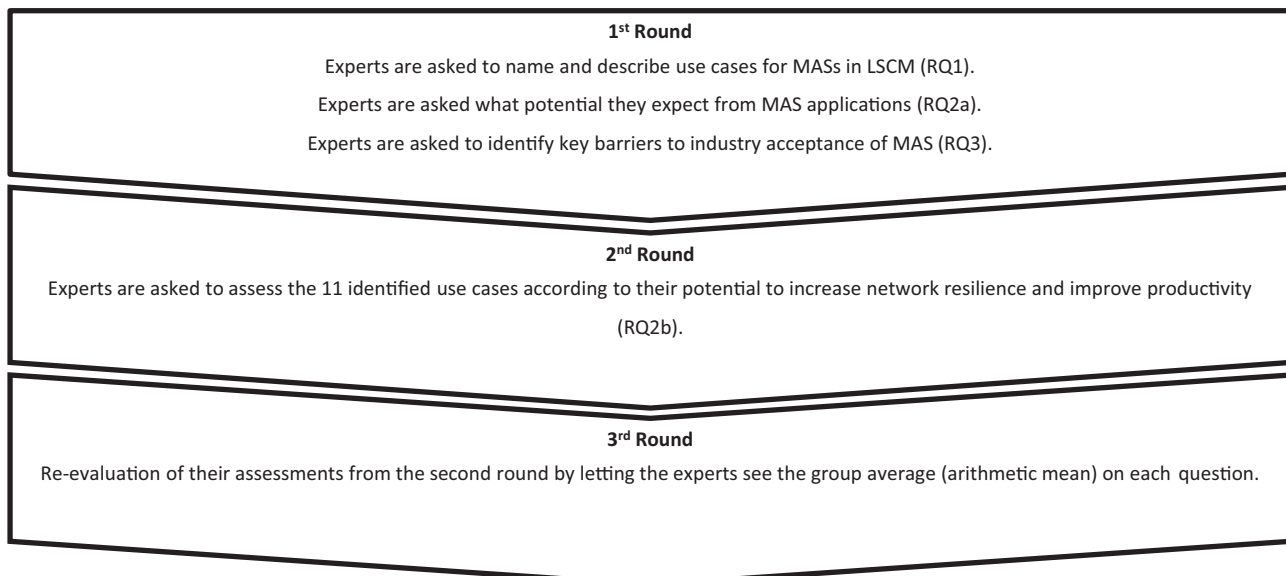 1st Round
Experts are asked to name and describe use cases for MASs in LSCM (RQ1).
Experts are asked what potential they expect from MAS applications (RQ2a).
Experts are asked to identify key barriers to industry acceptance of MAS (RQ3).
2nd Round
Experts are asked to assess the 11 identified use cases according to their potential to increase network resilience and improve productivity
(RQ2b).
3rd Round
Re-evaluation of their assessments from the second round by letting the experts see the group average (arithmetic mean) on each question.